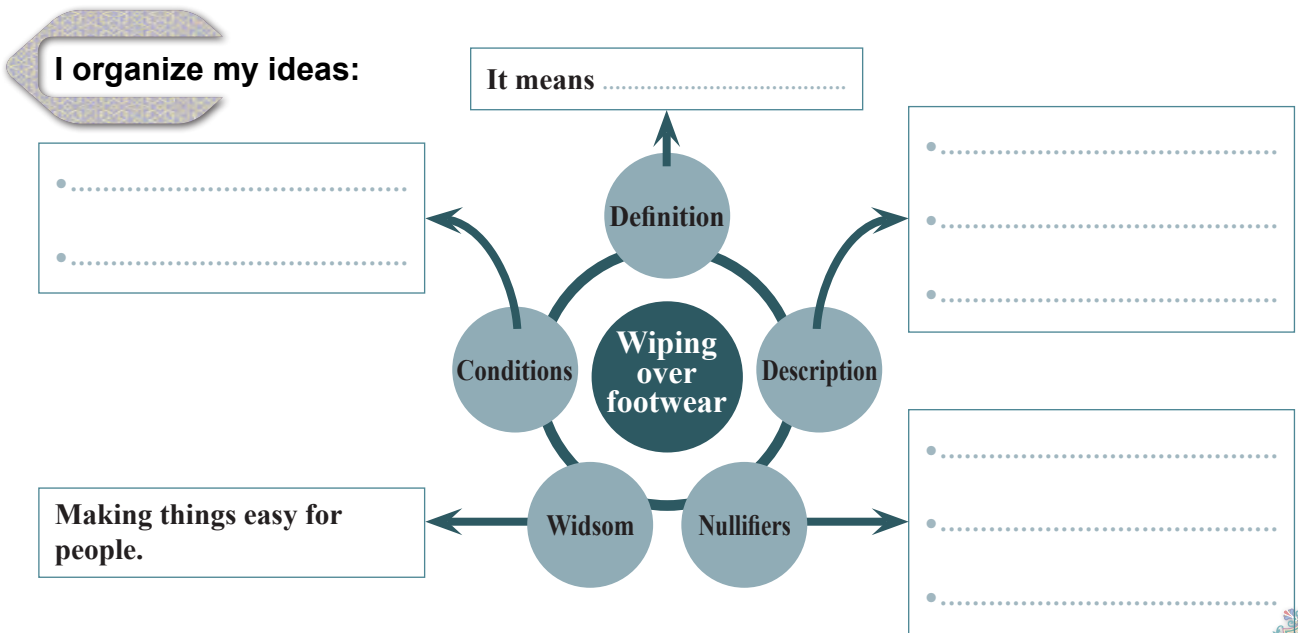 I organize my ideas:
It means ......................................
•..........................................
•..........................................
•..........................................
•..........................................
•..........................................
Definition
Conditions
Wiping
over
footwear
Description
Making things easy for
people.
Widsom
Nullifiers
•..........................................
•..........................................
•..........................................